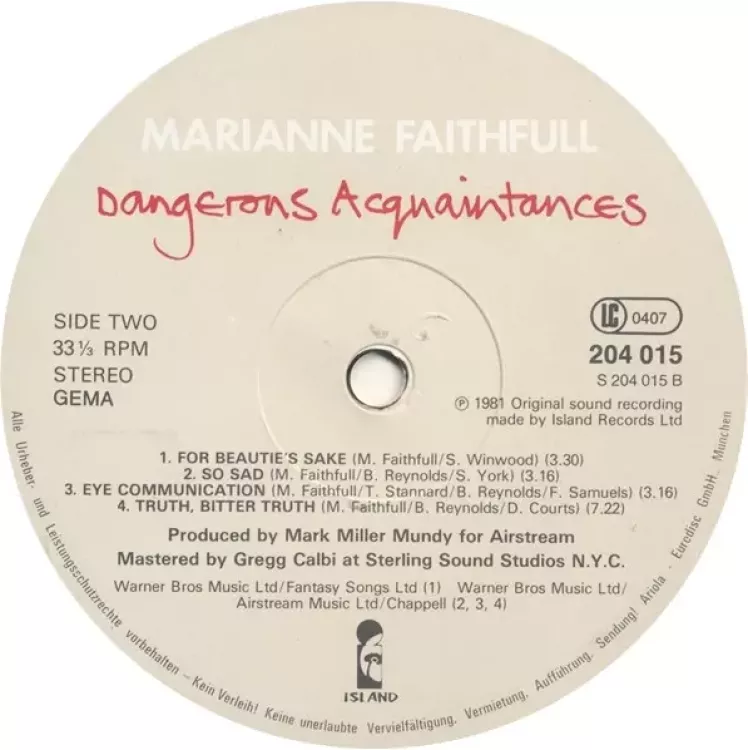 MARIANNE FAITHFULL
Dangerous Acquaintances
SIDE TWO
33 ⅓ RPM
STEREO
GEMA
LC 0407
204 015
S 204 015 B
℗ 1981 Original sound recording
made by Island Records Ltd
1. FOR BEAUTIE'S SAKE (M. Faithfull/S. Winwood) (3.30)
2. SO SAD (M. Faithfull/B. Reynolds/S. York) (3.16)
3. EYE COMMUNICATION (M. Faithfull/T. Stannard/B. Reynolds/F. Samuels) (3.16)
4. TRUTH, BITTER TRUTH (M. Faithfull/B. Reynolds/D. Courts) (7.22)
Produced by Mark Miller Mundy for Airstream
Mastered by Gregg Calbi at Sterling Sound Studios N.Y.C.
Warner Bros Music Ltd/Fantasy Songs Ltd (1) Warner Bros Music Ltd/
Airstream Music Ltd/Chappell (2, 3, 4)
ISLAND
Alle Urheber- und Leistungsschutzrechte vorbehalten – Kein Verleih! Keine unerlaubte Vervielfältigung, Vermietung, Aufführung, Sendung! Ariola - Eurodisc GmbH., München